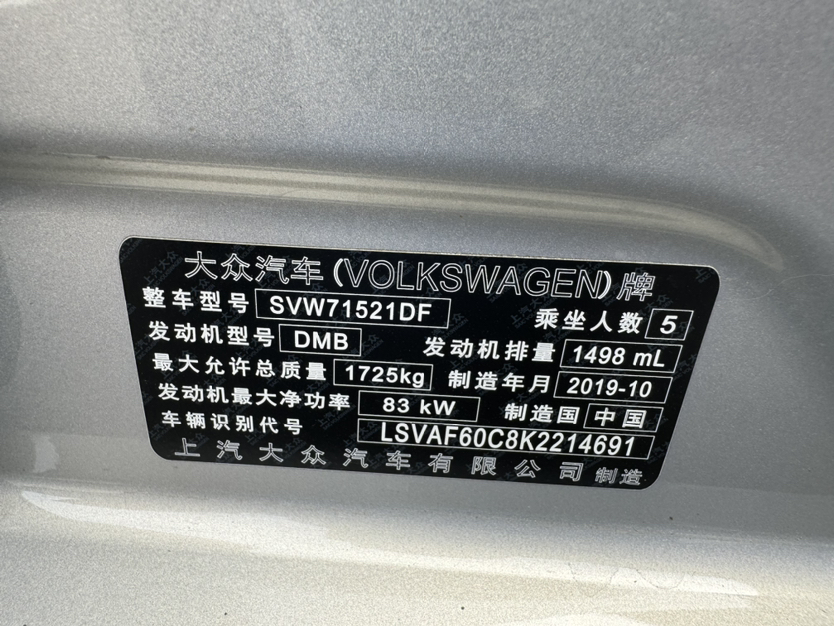 大众汽车(VOLKSWAGEN)牌
整车型号 SVW71521DF 乘坐人数 5
发动机型号 DMB 发动机排量 1498 mL
最大允许总质量 1725kg 制造年月 2019-10
发动机最大净功率 83 kW 制造国 中国
车辆识别代号 LSVAF60C8K2214691
上汽大众汽车有限公司 制造